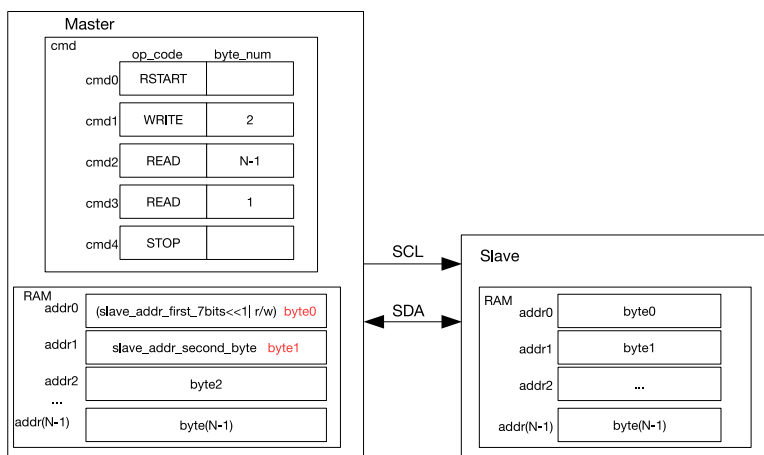 Master
cmd
op_code byte_num
cmd0 RSTART
cmd1 WRITE 2
cmd2 READ N-1
cmd3 READ 1
cmd4 STOP
RAM
addr0 (slave_addr_first_7bits<<1| r/w) byte0
addr1 slave_addr_second_byte byte1
addr2 byte2
...
addr(N-1) byte(N-1)
SCL
SDA
Slave
RAM
addr0 byte0
addr1 byte1
addr2 ...
addr(N-1) byte(N-1)